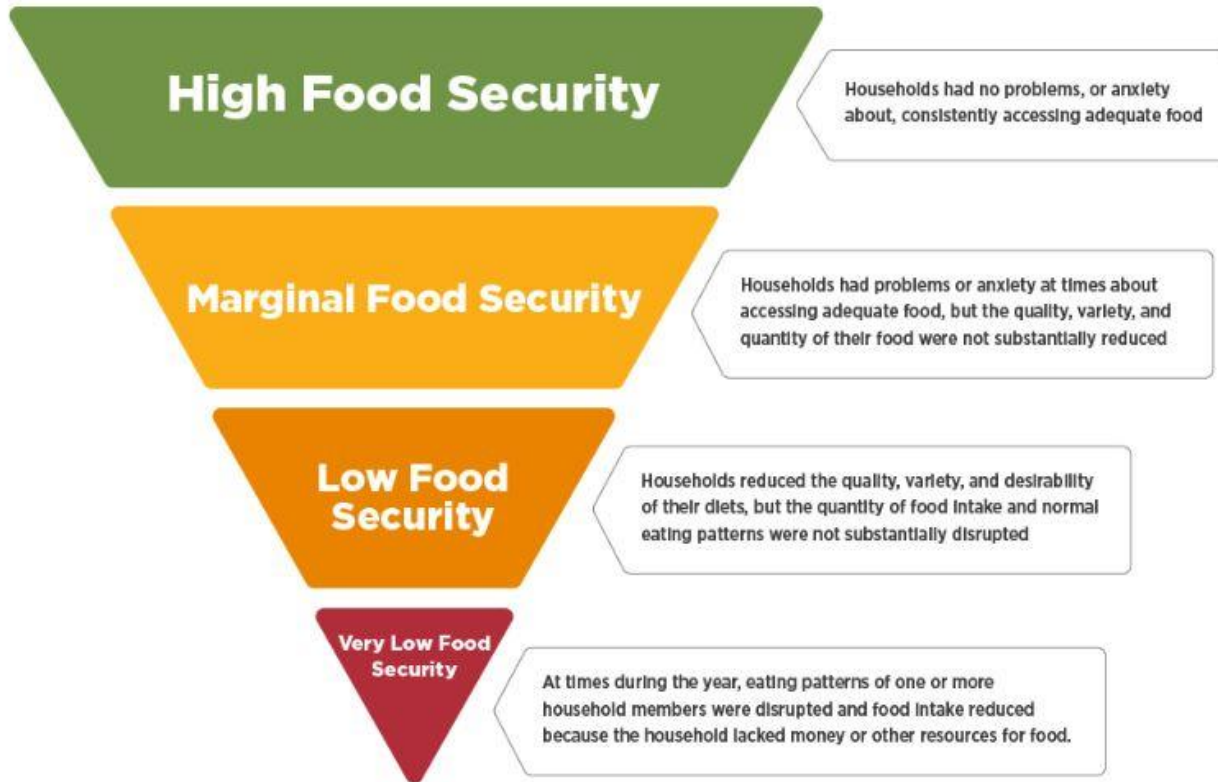 High Food Security
Households had no problems, or anxiety
about, consistently accessing adequate food
Marginal Food Security
Households had problems or anxiety at times about
accessing adequate food, but the quality, variety, and
quantity of their food were not substantially reduced
Low Food
Security
Households reduced the quality, variety, and desirability
of their diets, but the quantity of food intake and normal
eating patterns were not substantially disrupted
Very Low Food
Security
At times during the year, eating patterns of one or more
household members were disrupted and food intake reduced
because the household lacked money or other resources for food.